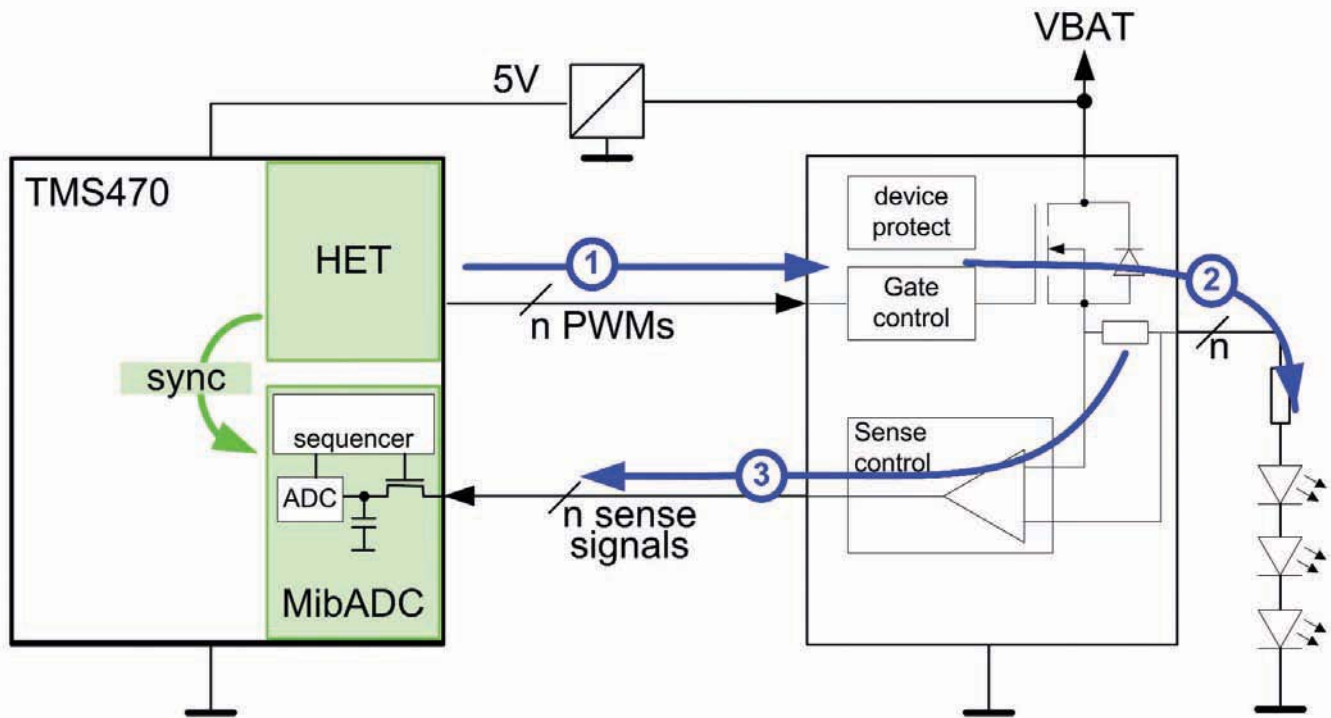 VBAT
5V
TMS470
HET
device
protect
1
Gate
control
2
n PWMs
n
sync
sequencer
ADC
Sense
control
3
n sense
signals
MibADC